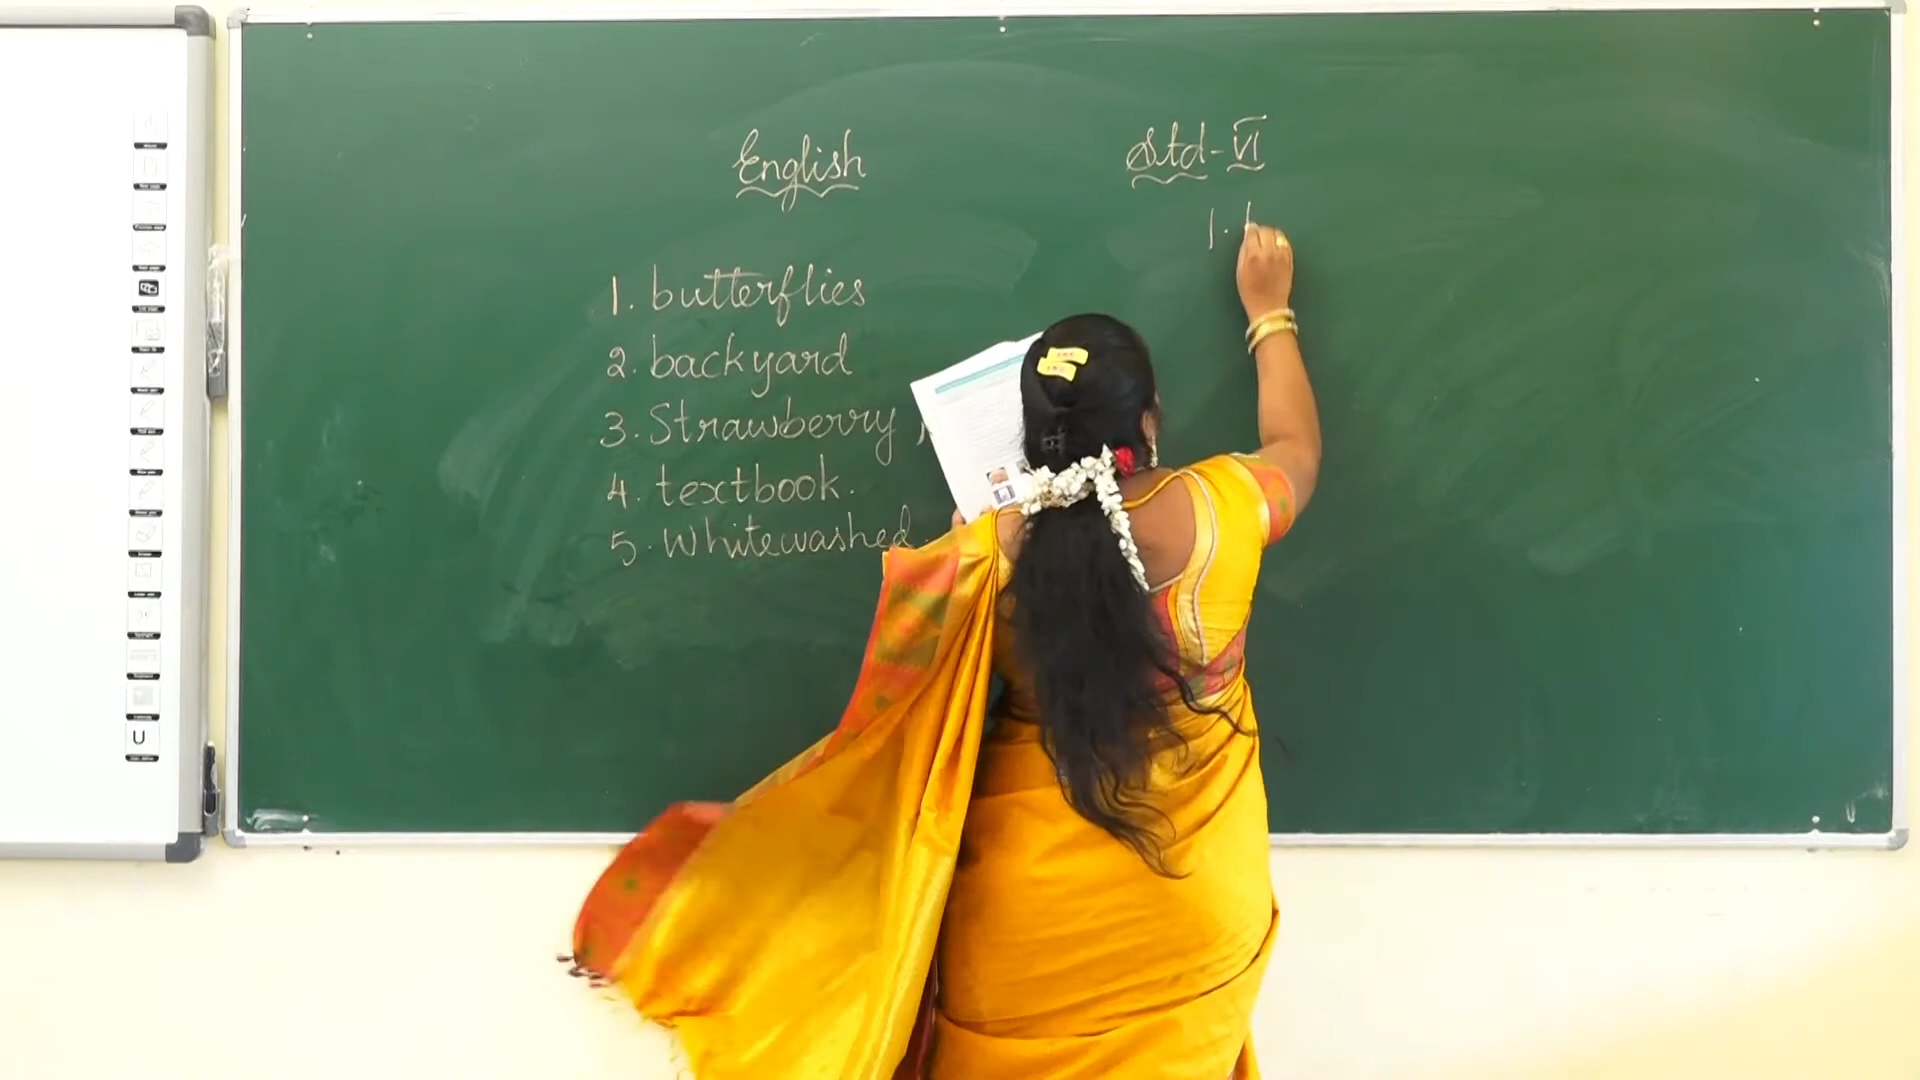 English
Std-VI
1.
1. butterflies
2. backyard
3. Strawberry
4. textbook.
5. Whitewashed
U